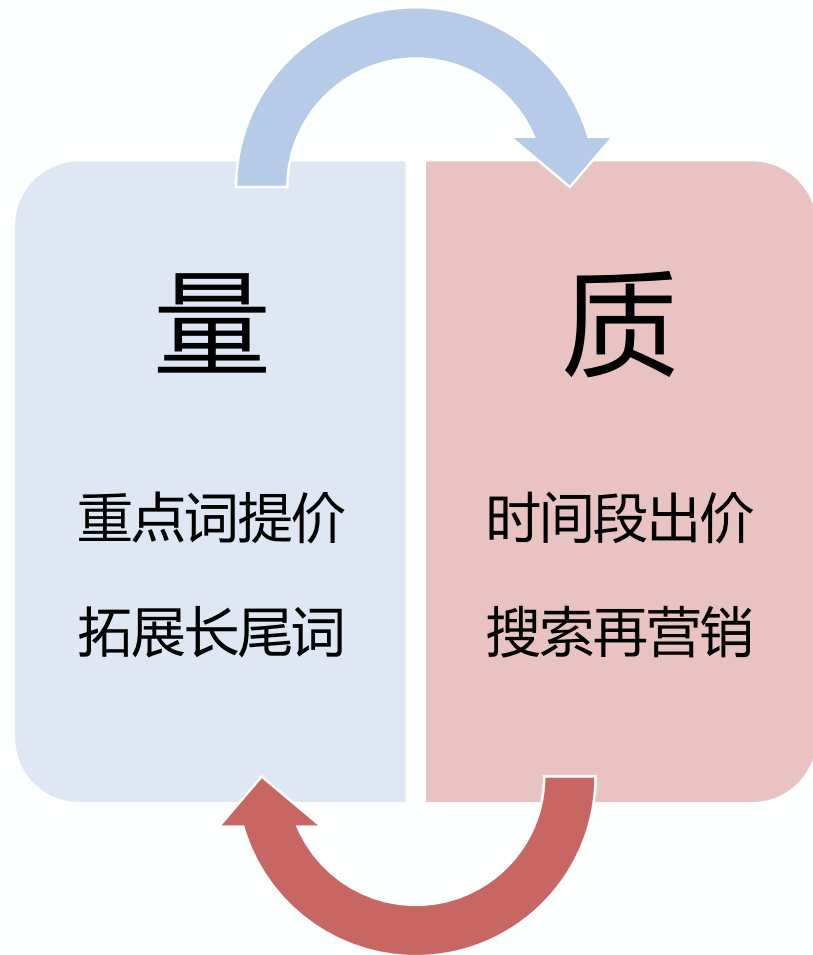 量
重点词提价
拓展长尾词
质
时间段出价
搜索再营销